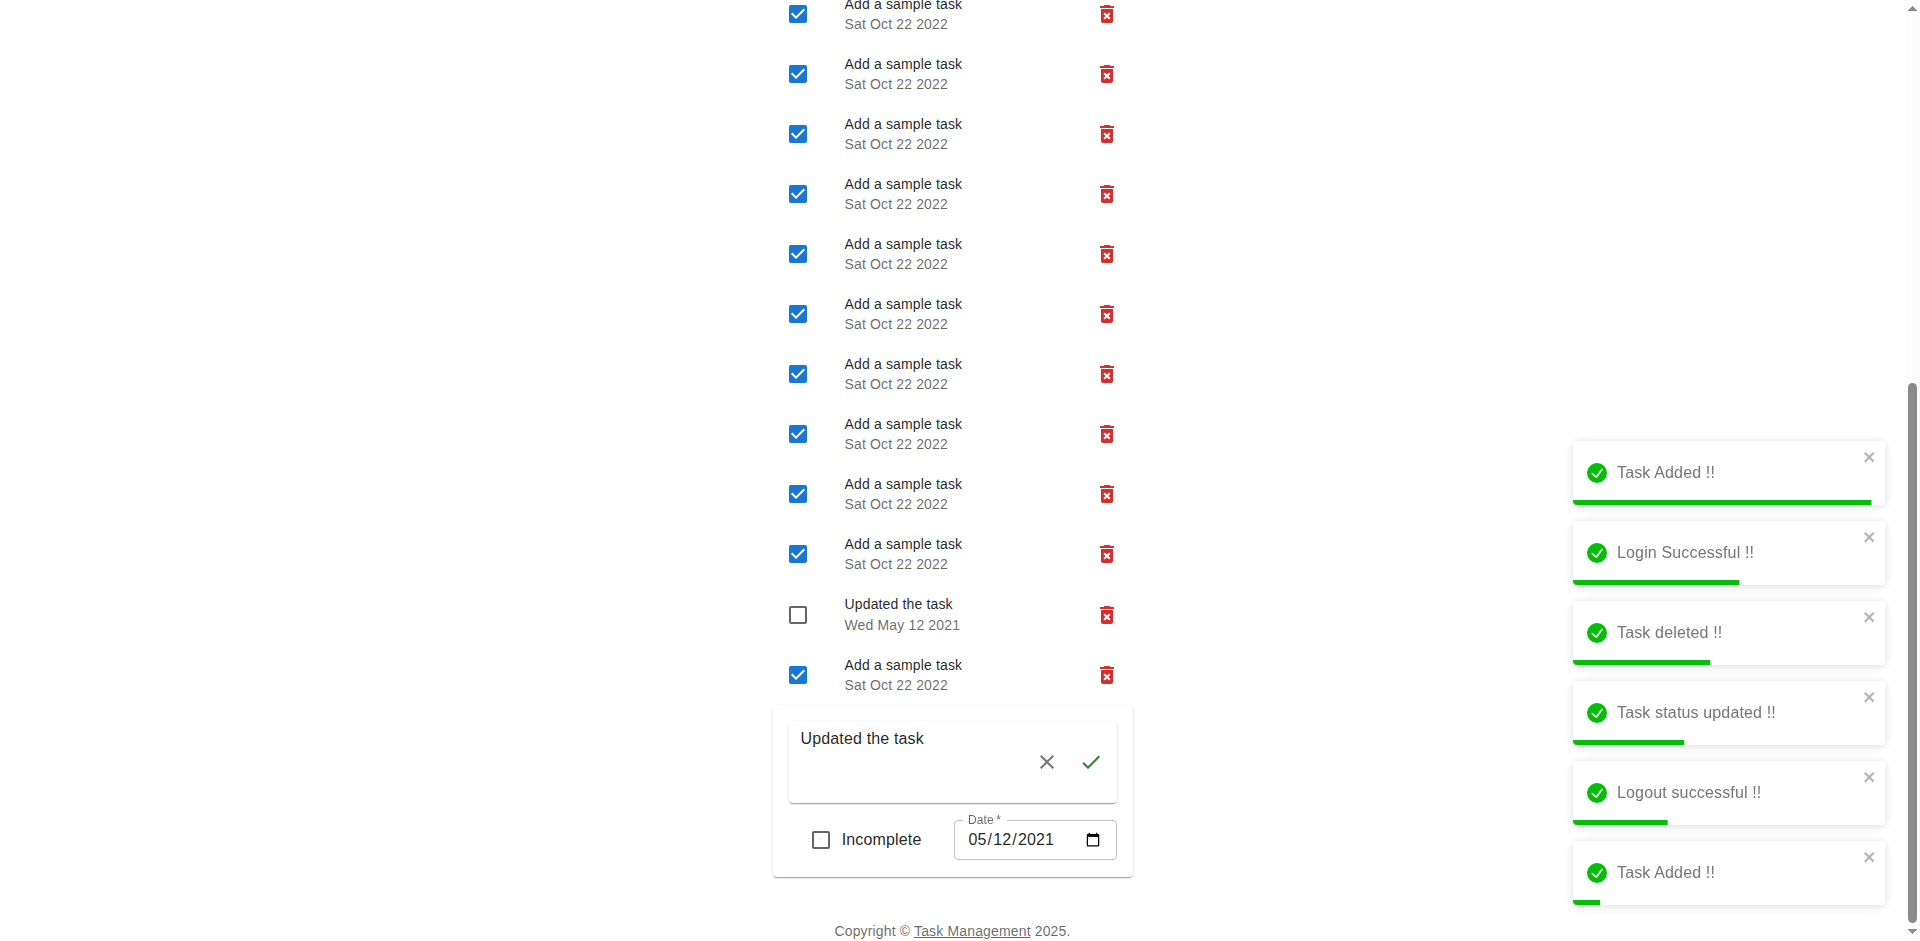 Add a sample task
Sat Oct 22 2022
Add a sample task
Sat Oct 22 2022
Add a sample task
Sat Oct 22 2022
Add a sample task
Sat Oct 22 2022
Add a sample task
Sat Oct 22 2022
Add a sample task
Sat Oct 22 2022
Add a sample task
Sat Oct 22 2022
Add a sample task
Sat Oct 22 2022
Add a sample task
Sat Oct 22 2022
Add a sample task
Sat Oct 22 2022
Updated the task
Wed May 12 2021
Add a sample task
Sat Oct 22 2022
Updated the task
Incomplete
Date *
05/12/2021
Copyright © Task Management 2025.
Task Added !!
Login Successful !!
Task deleted !!
Task status updated !!
Logout successful !!
Task Added !!